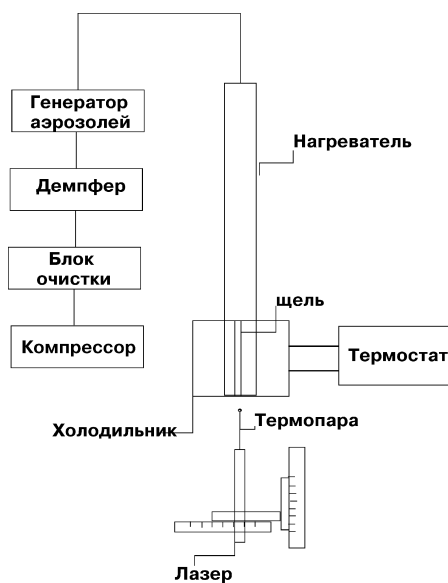 Генератор
аэрозолей
Нагреватель
Демпфер
Блок
очистки
щель
Компрессор
Термостат
Холодильник
Термопара
Лазер